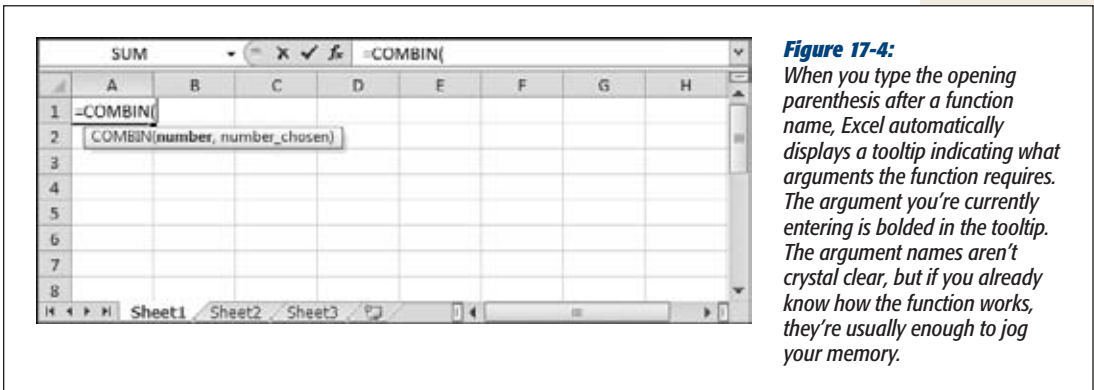 SUM =COMBIN(
A B C D E F G H
1 =COMBIN(
2 COMBIN(number, number_chosen)
3
4
5
6
7
8
Sheet1 Sheet2 Sheet3
Figure 17-4:
When you type the opening
parenthesis after a function
name, Excel automatically
displays a tooltip indicating what
arguments the function requires.
The argument you're currently
entering is bolded in the tooltip.
The argument names aren't
crystal clear, but if you already
know how the function works,
they're usually enough to jog
your memory.